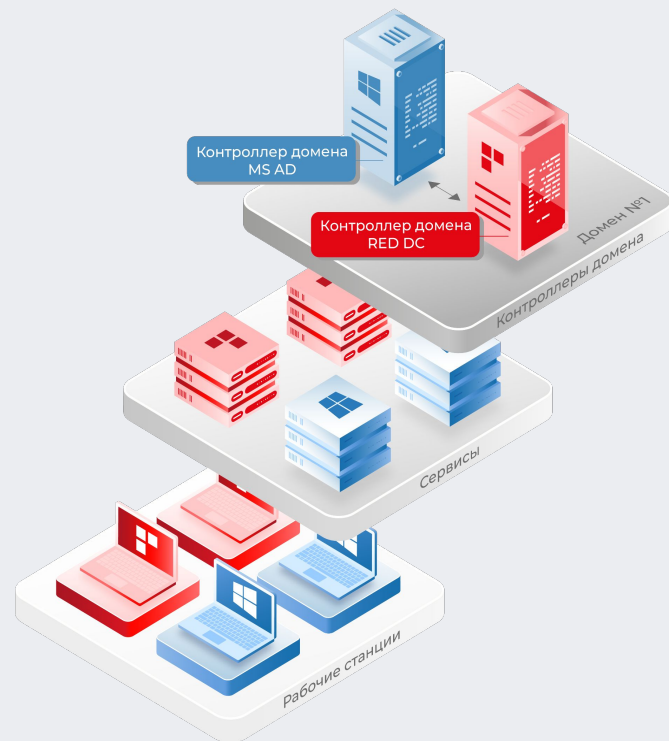 Контроллер домена
MS AD
Контроллер домена
RED DC
Домен №1
Контроллеры домена
Сервисы
Рабочие станции